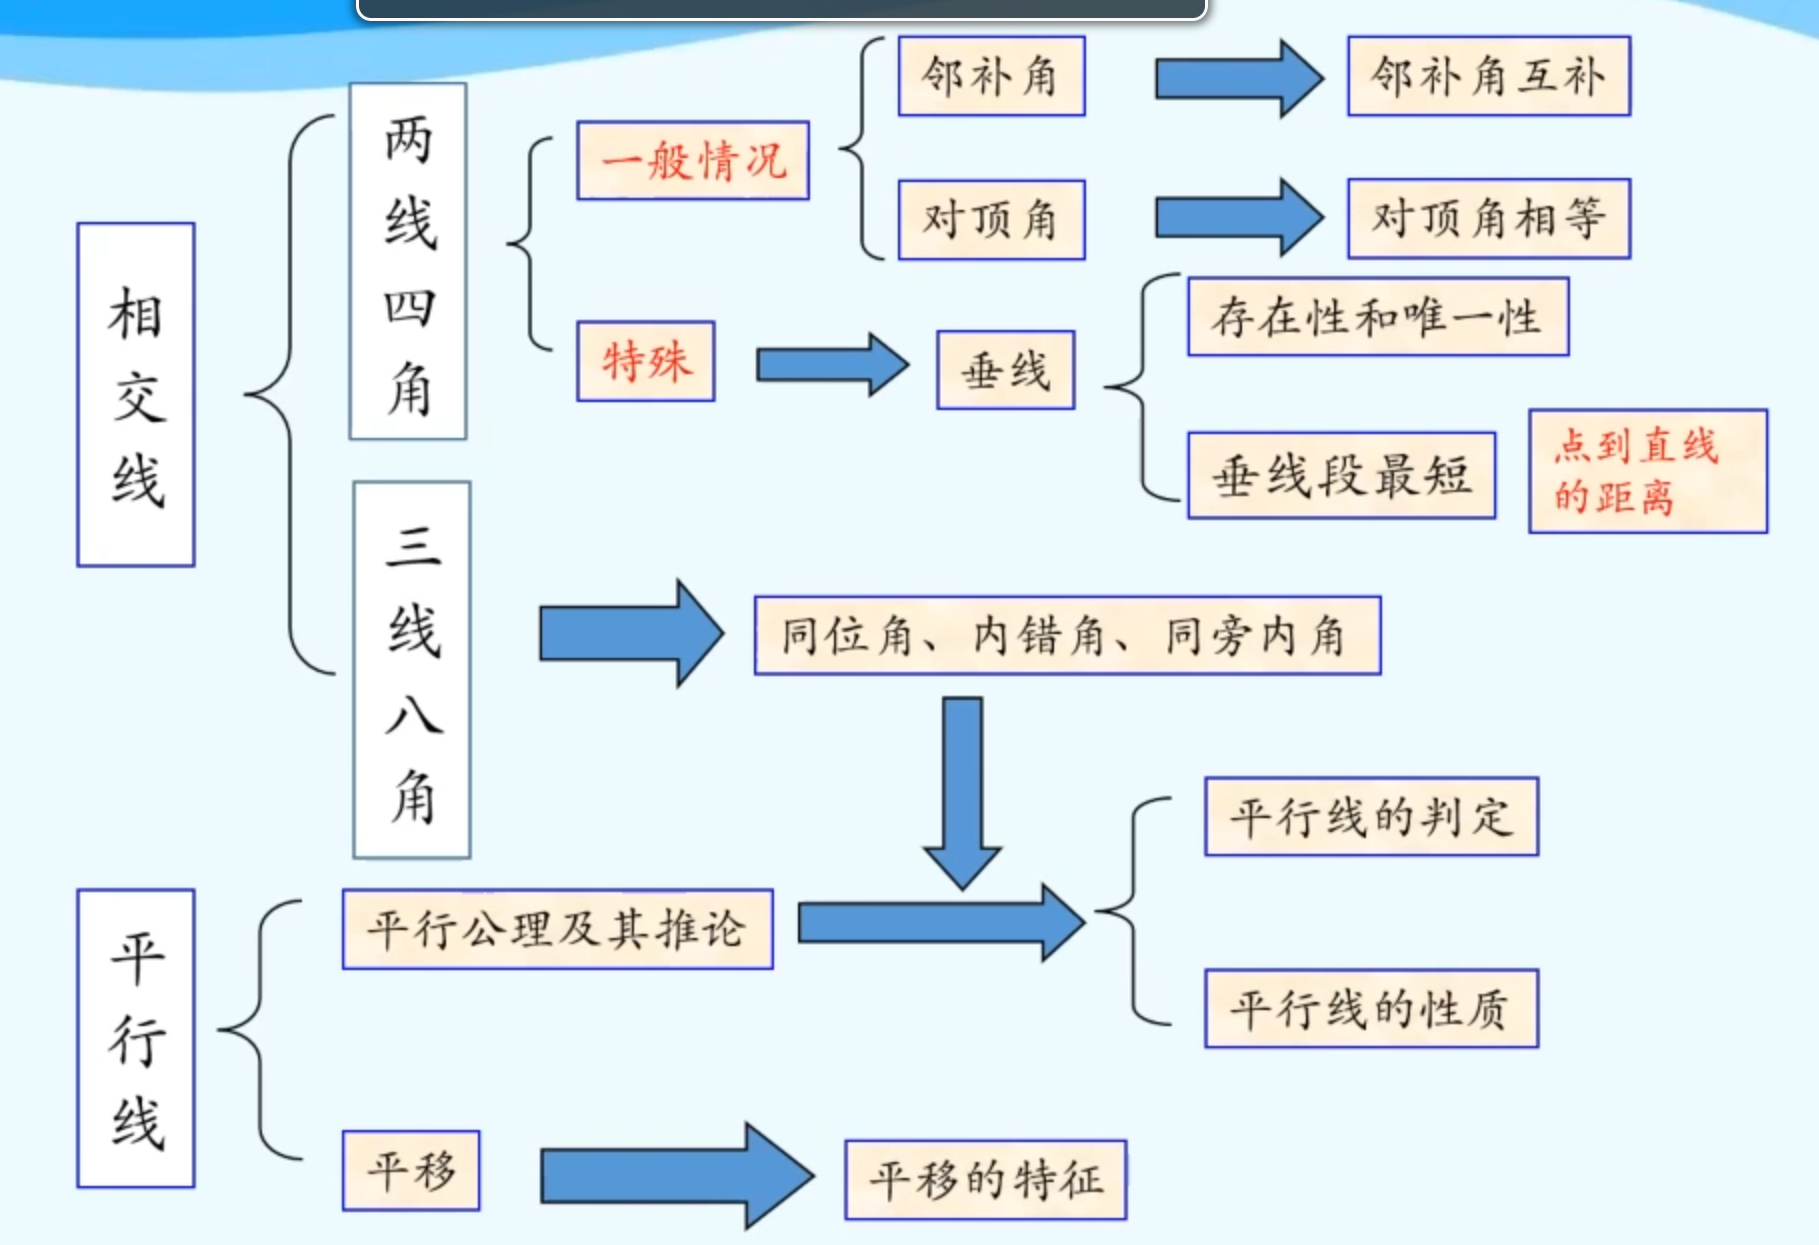 相交线
两线四角
一般情况
邻补角
邻补角互补
对顶角
对顶角相等
特殊
垂线
存在性和唯一性
垂线段最短
点到直线
的距离
三线八角
同位角、内错角、同旁内角
平行线
平行公理及其推论
平行线的判定
平行线的性质
平移
平移的特征